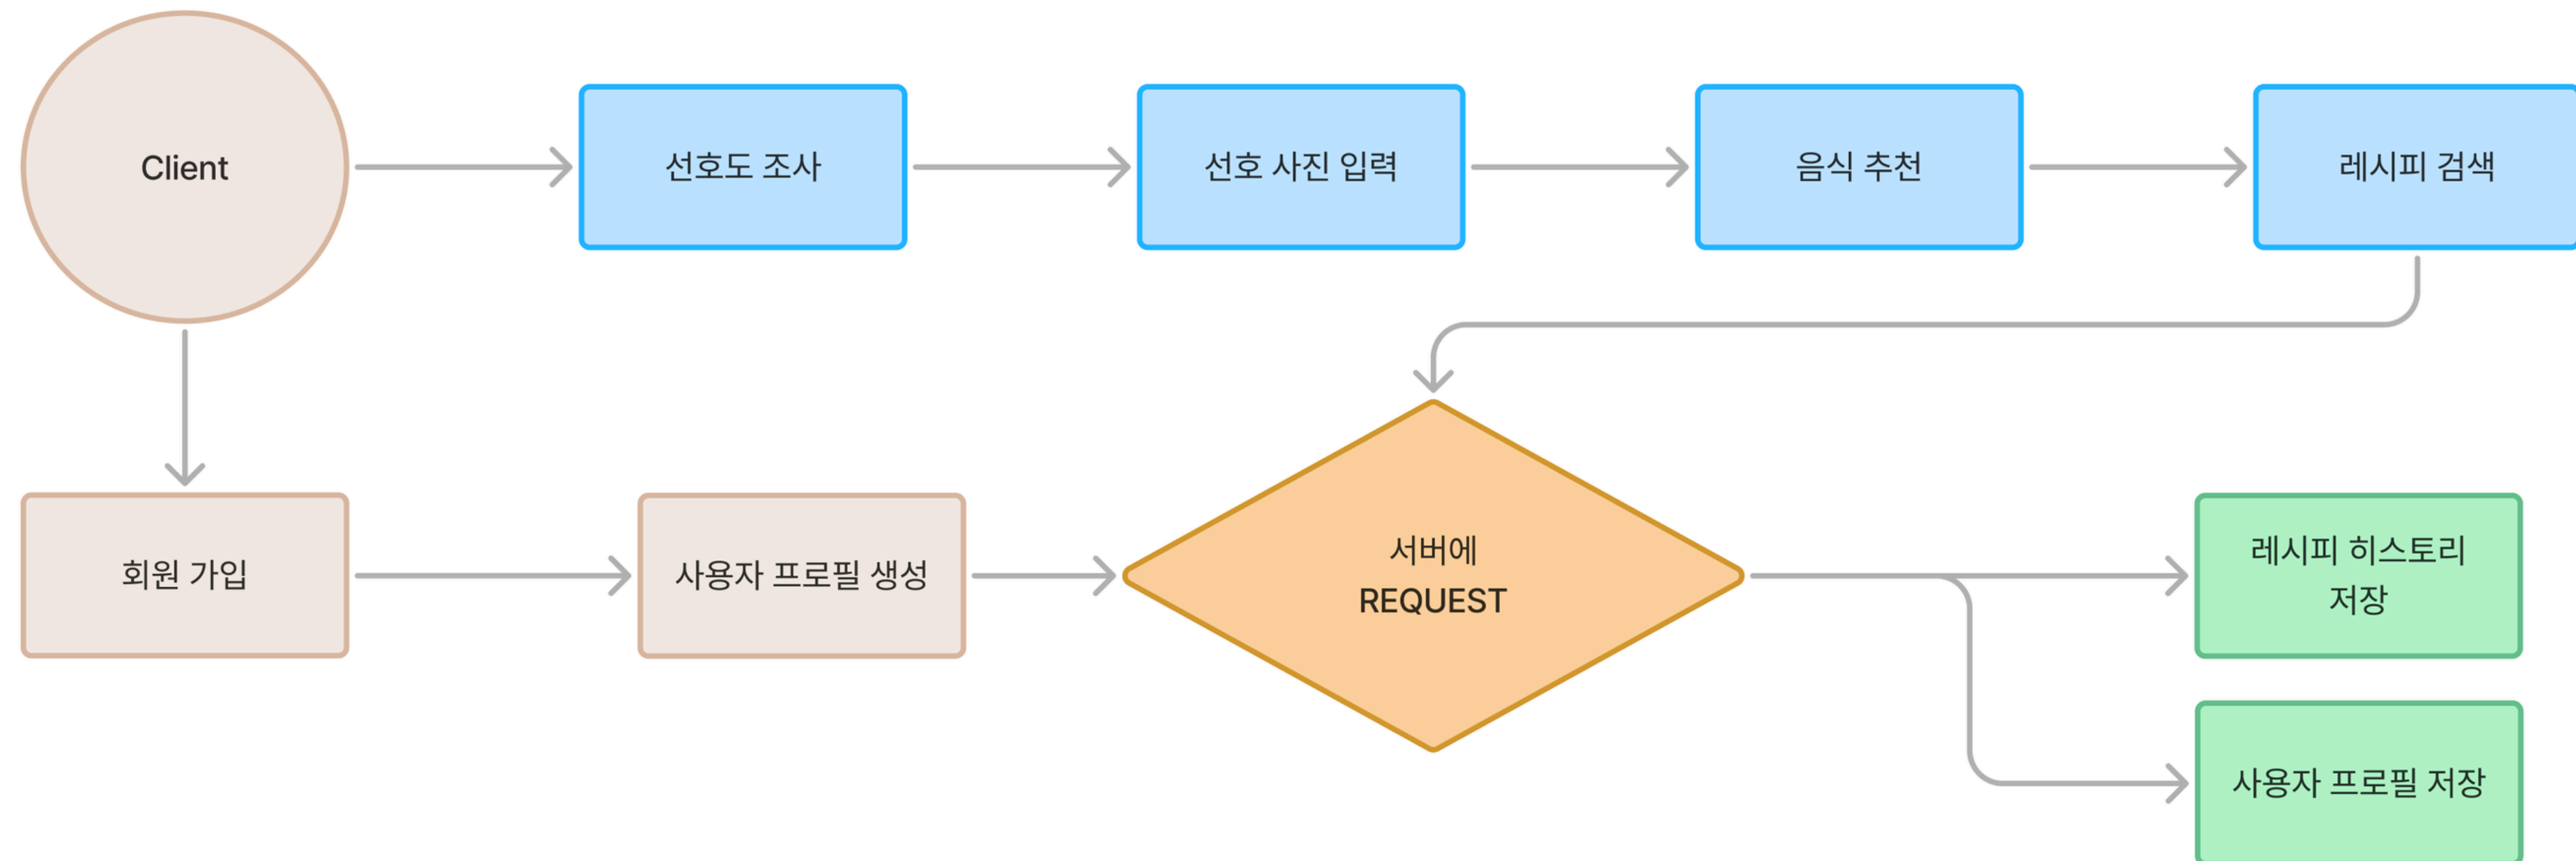 Client
선호도 조사
선호 사진 입력
음식 추천
레시피 검색
회원 가입
사용자 프로필 생성
서버에
REQUEST
레시피 히스토리
저장
사용자 프로필 저장